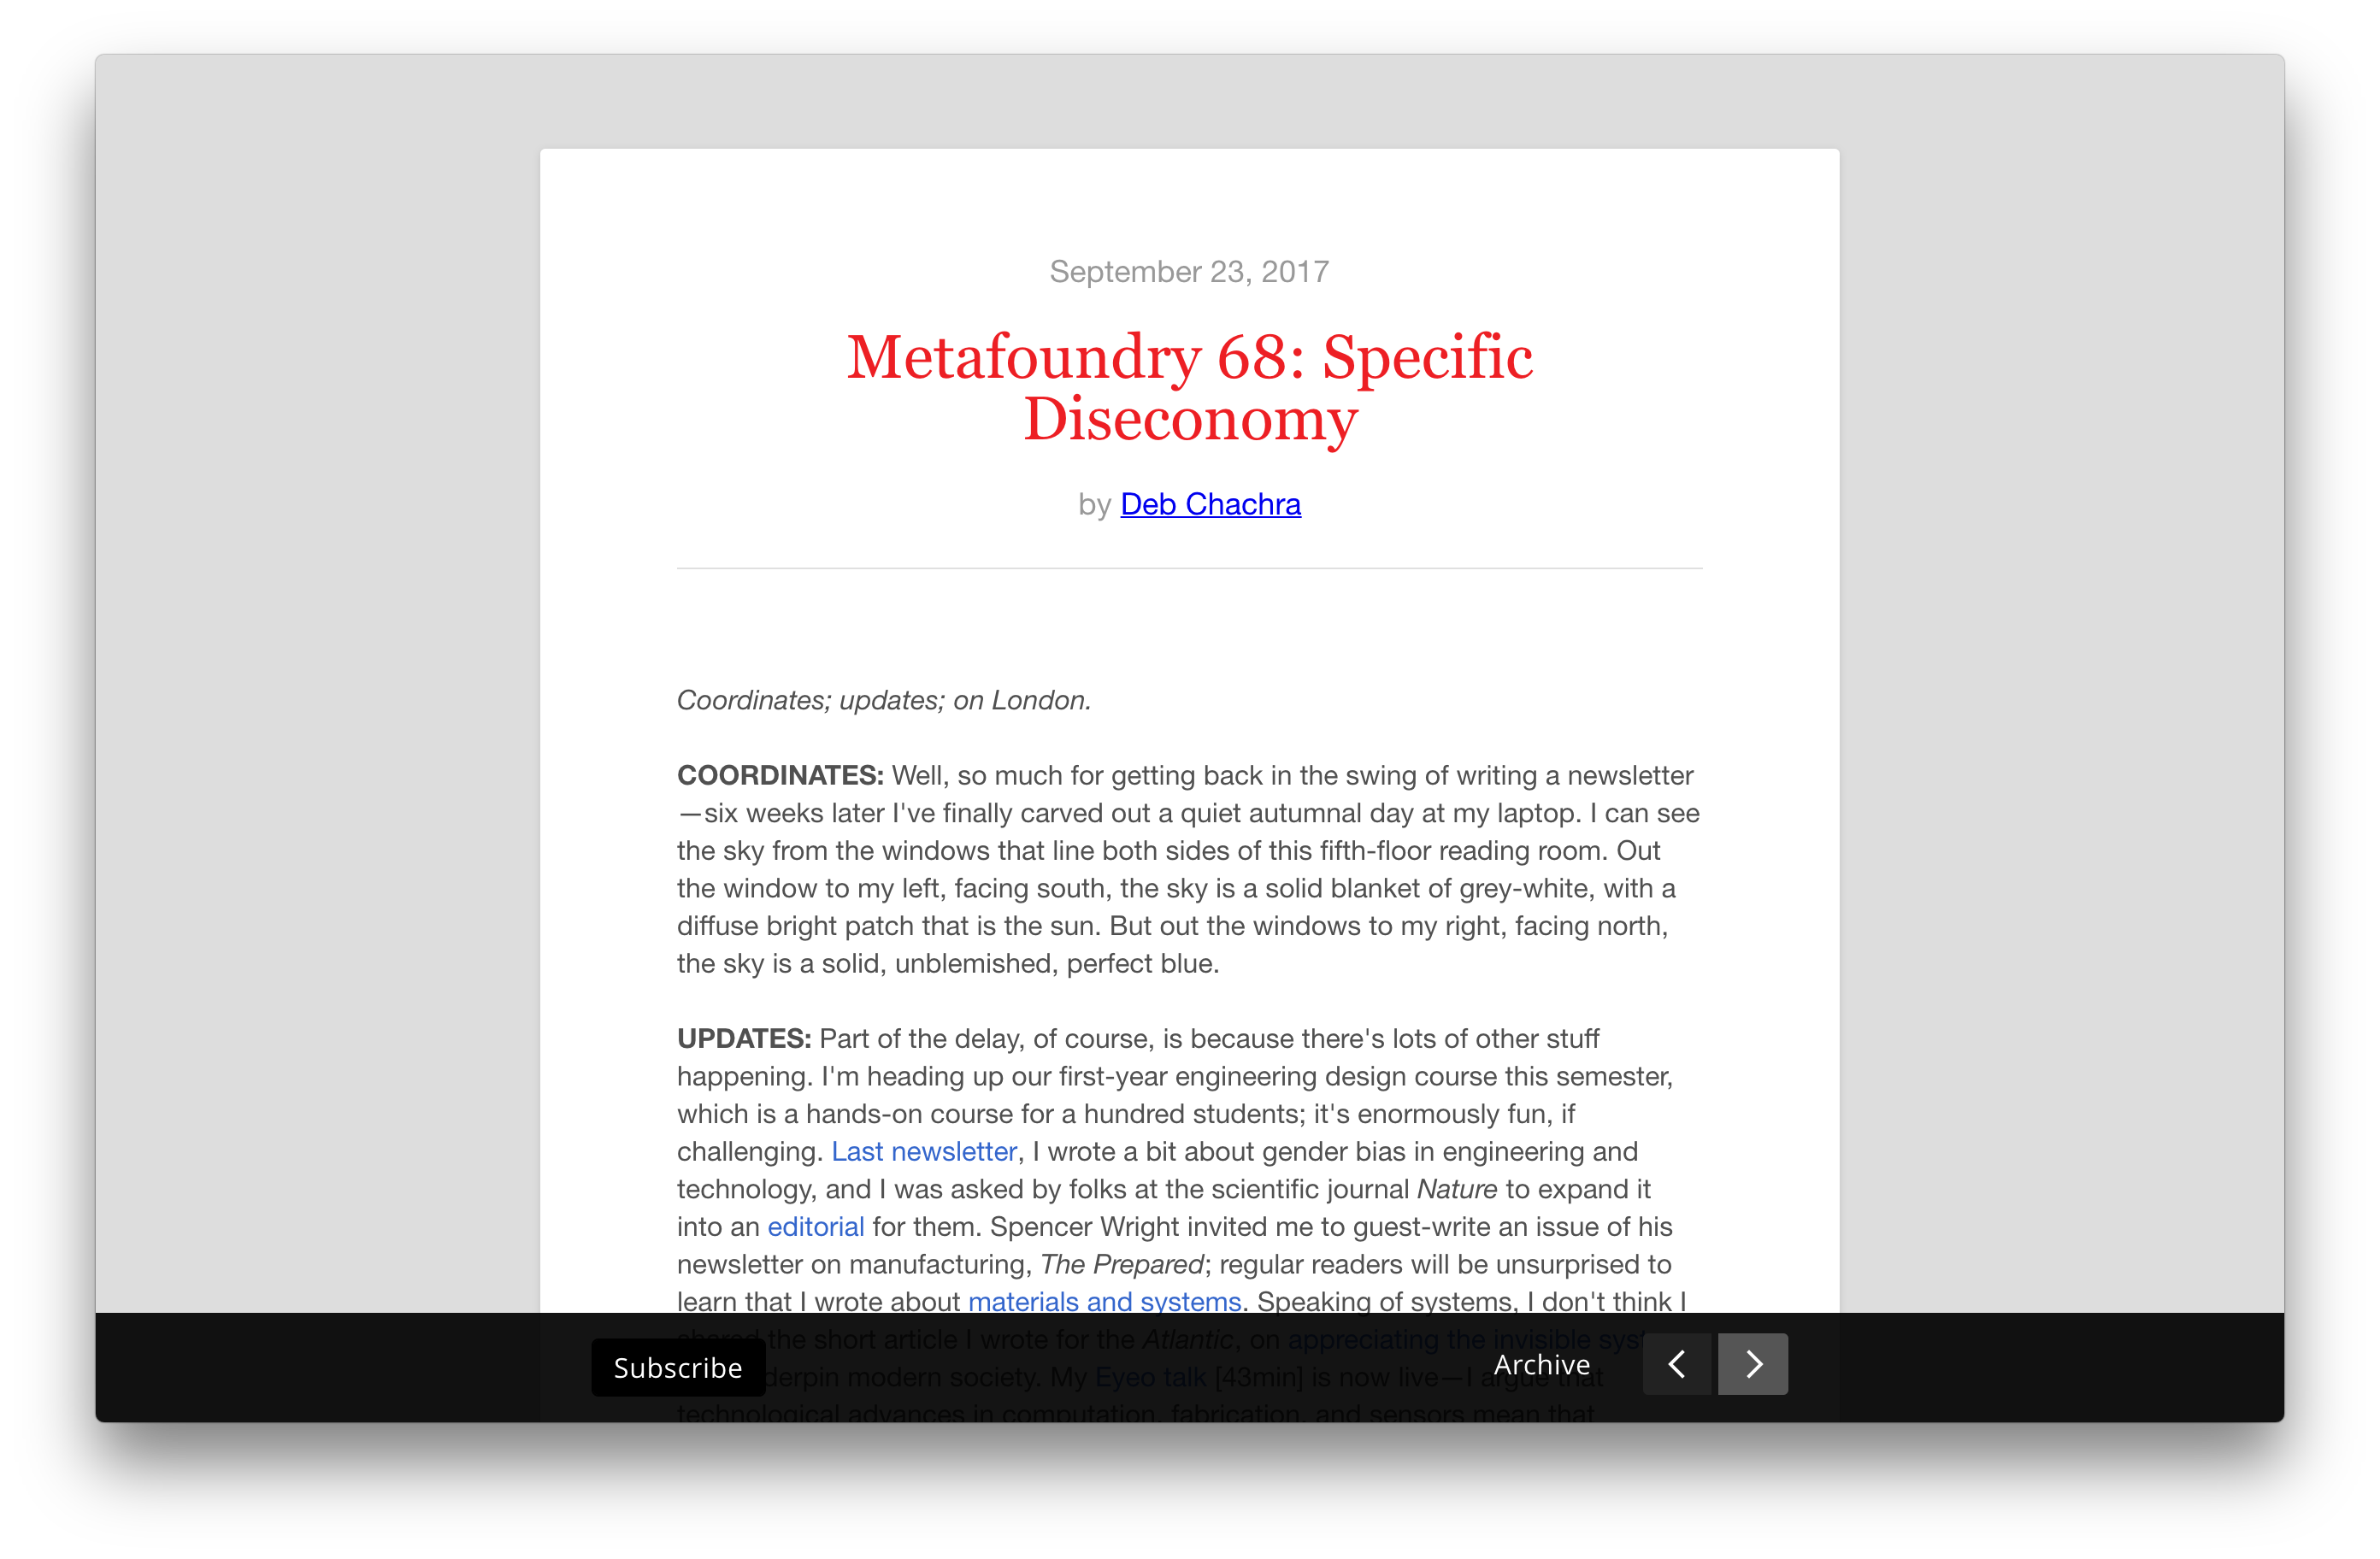 September 23, 2017
Metafoundry 68: Specific
Diseconomy
by Deb Chachra
Coordinates; updates; on London.
COORDINATES: Well, so much for getting back in the swing of writing a newsletter
—six weeks later I've finally carved out a quiet autumnal day at my laptop. I can see
the sky from the windows that line both sides of this fifth-floor reading room. Out
the window to my left, facing south, the sky is a solid blanket of grey-white, with a
diffuse bright patch that is the sun. But out the windows to my right, facing north,
the sky is a solid, unblemished, perfect blue.
UPDATES: Part of the delay, of course, is because there's lots of other stuff
happening. I'm heading up our first-year engineering design course this semester,
which is a hands-on course for a hundred students; it's enormously fun, if
challenging. Last newsletter, I wrote a bit about gender bias in engineering and
technology, and I was asked by folks at the scientific journal Nature to expand it
into an editorial for them. Spencer Wright invited me to guest-write an issue of his
newsletter on manufacturing, The Prepared; regular readers will be unsurprised to
learn that I wrote about materials and systems. Speaking of systems, I don't think I
shared the short article I wrote for the Atlantic, on appreciating the invisible
modern society. My Eyeo talk [43min] is now live—I argue that
technological advances in computation, fabrication, and sensors mean that
Subscribe
Archive